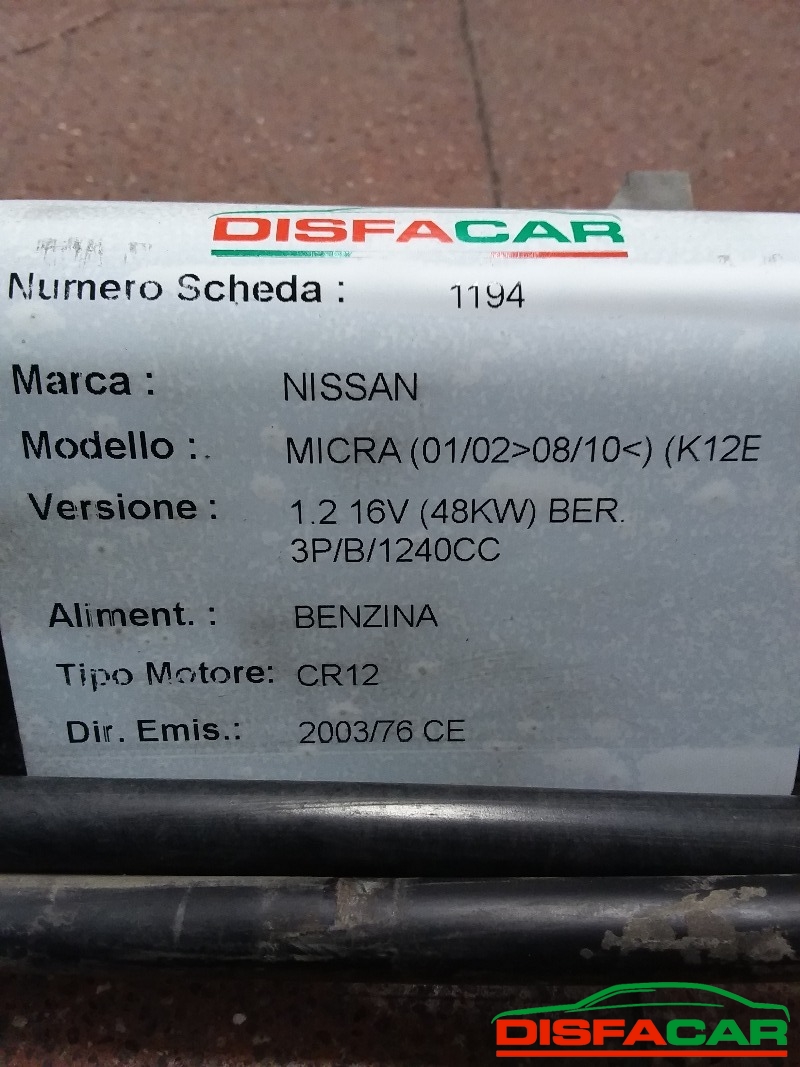 DISFACAR
Numero Scheda : 1194
Marca : NISSAN
Modello : MICRA (01/02>08/10<) (K12E
Versione : 1.2 16V (48KW) BER.
3P/B/1240CC
Aliment. : BENZINA
Tipo Motore: CR12
Dir. Emis.: 2003/76 CE
DISFACAR